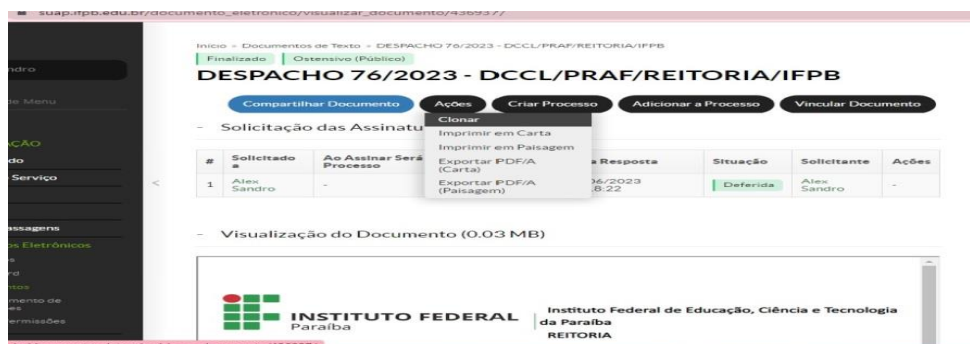 suap.ifpb.edu.br/documento_eletronico/visualizar_documento/436937/
Início » Documentos de Texto » DESPACHO 76/2023 - DCCL/PRAF/REITORIA/IFPB
Finalizado Ostensivo (Público)
DESPACHO 76/2023 - DCCL/PRAF/REITORIA/IFPB
ndro
de Menu
Compartilhar Documento Ações Criar Processo Adicionar a Processo Vincular Documento
Clonar
Imprimir em Carta
Imprimir em Paisagem
Exportar PDF/A
(Carta)
Exportar PDF/A
(Paisagem)
- Solicitação das Assinatu
# Solicitado a Ao Assinar Será Processo a Resposta Situação Solicitante Ações
1 Alex Sandro - 06/2023 8:22 Deferida Alex Sandro -
AÇÃO
do
Serviço
<
assagens
os Eletrônicos
os
rd
ntos
mento de
es
ermissões
- Visualização do Documento (0.03 MB)
INSTITUTO FEDERAL
Paraíba
Instituto Federal de Educação, Ciência e Tecnologia
da Paraíba
REITORIA